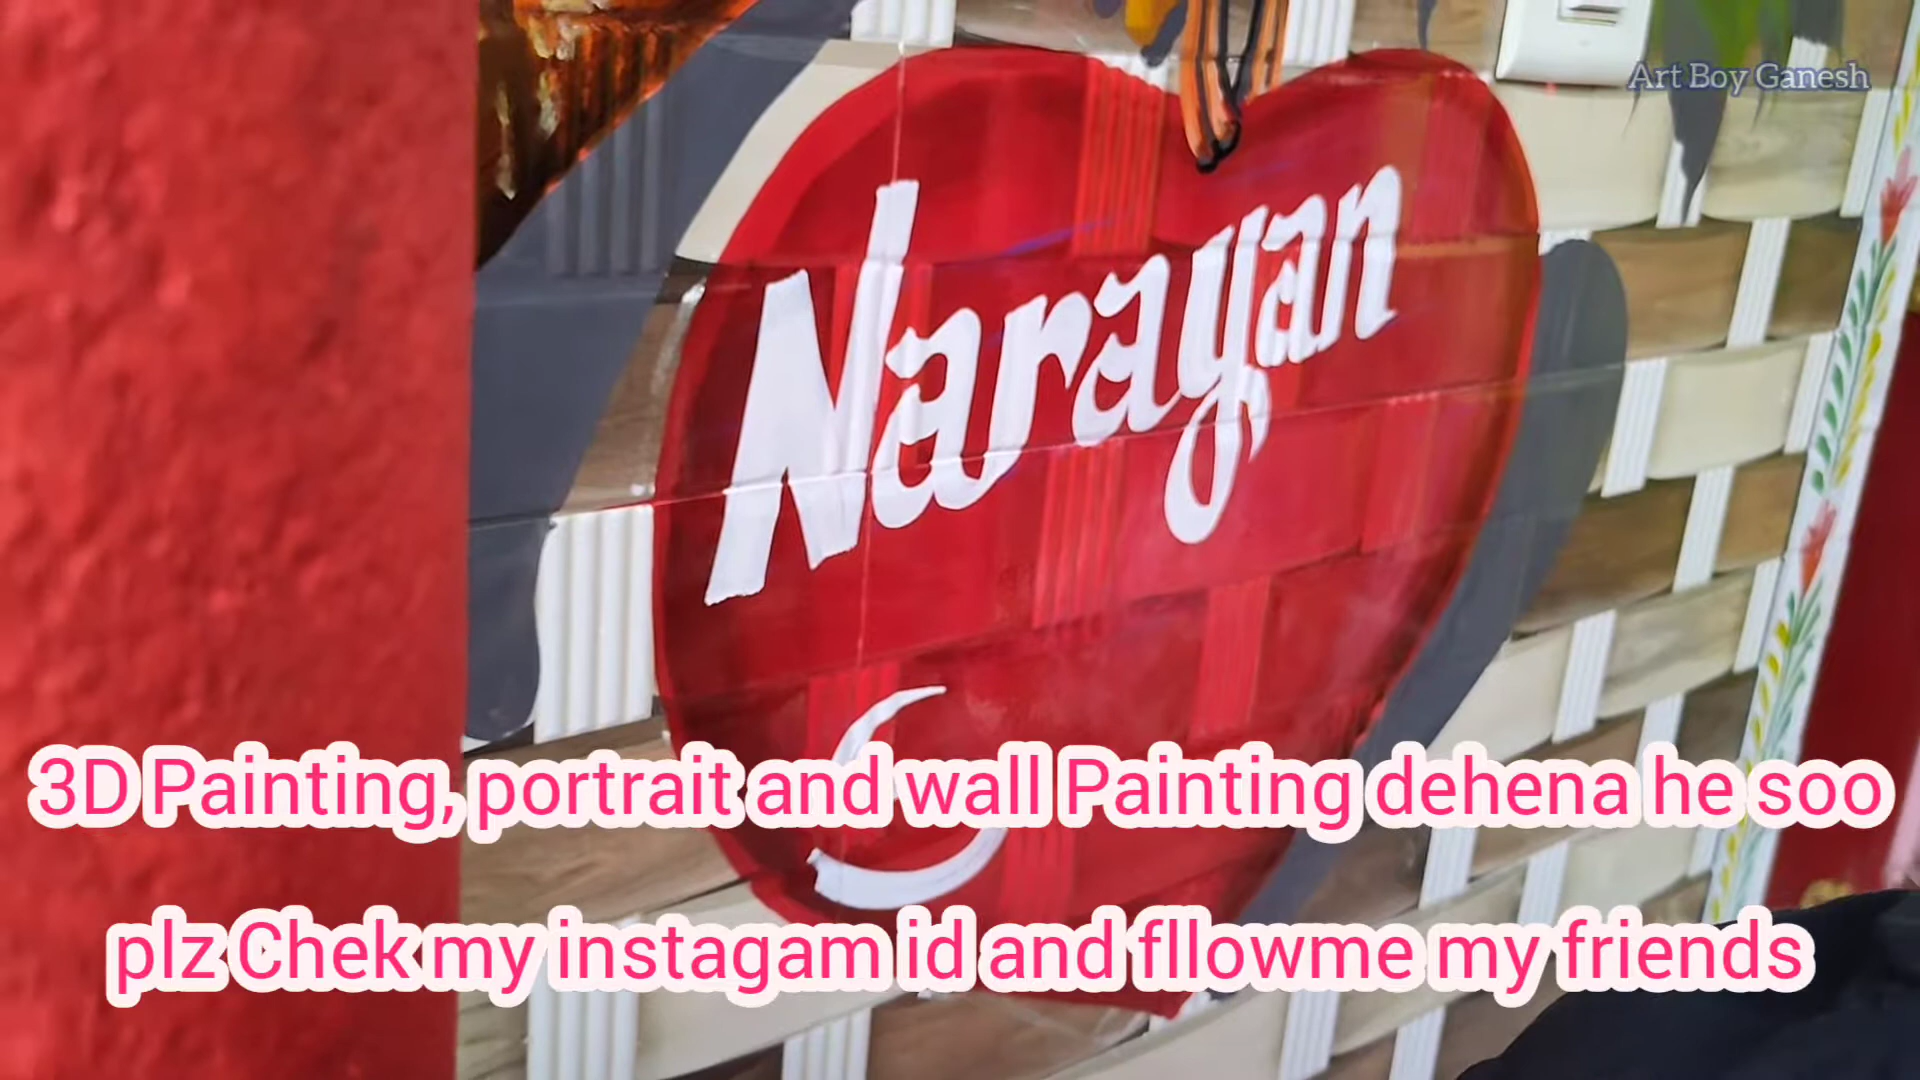 Art Boy Ganesh
Narayan
3D Painting, portrait and wall Painting dehena he soo
plz Chek my instagam id and fllowme my friends